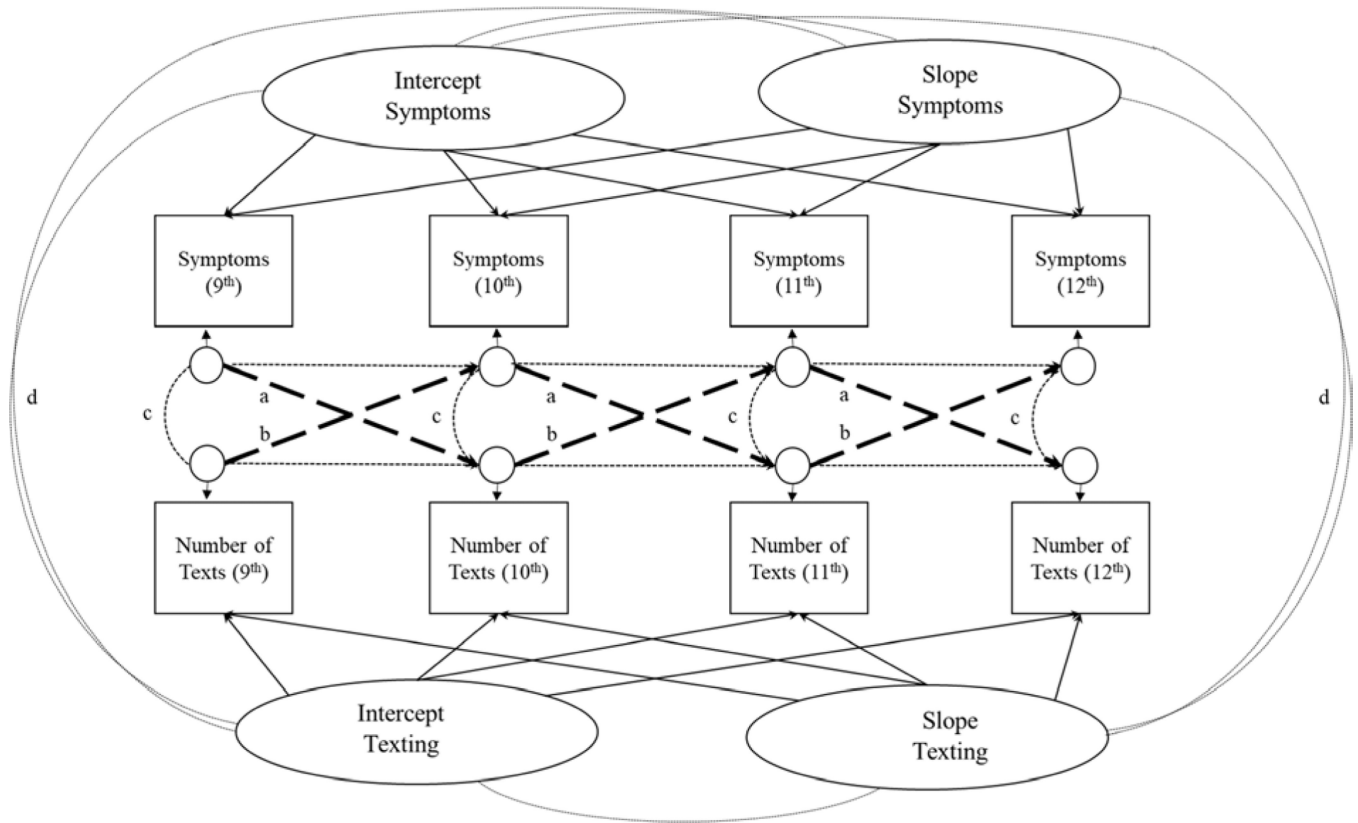 Intercept
Symptoms
Slope
Symptoms
Symptoms
(9th)
Symptoms
(10th)
Symptoms
(11th)
Symptoms
(12th)
d
c
a
b
c
a
b
c
a
b
c
d
Number of
Texts (9th)
Number of
Texts (10th)
Number of
Texts (11th)
Number of
Texts (12th)
Intercept
Texting
Slope
Texting